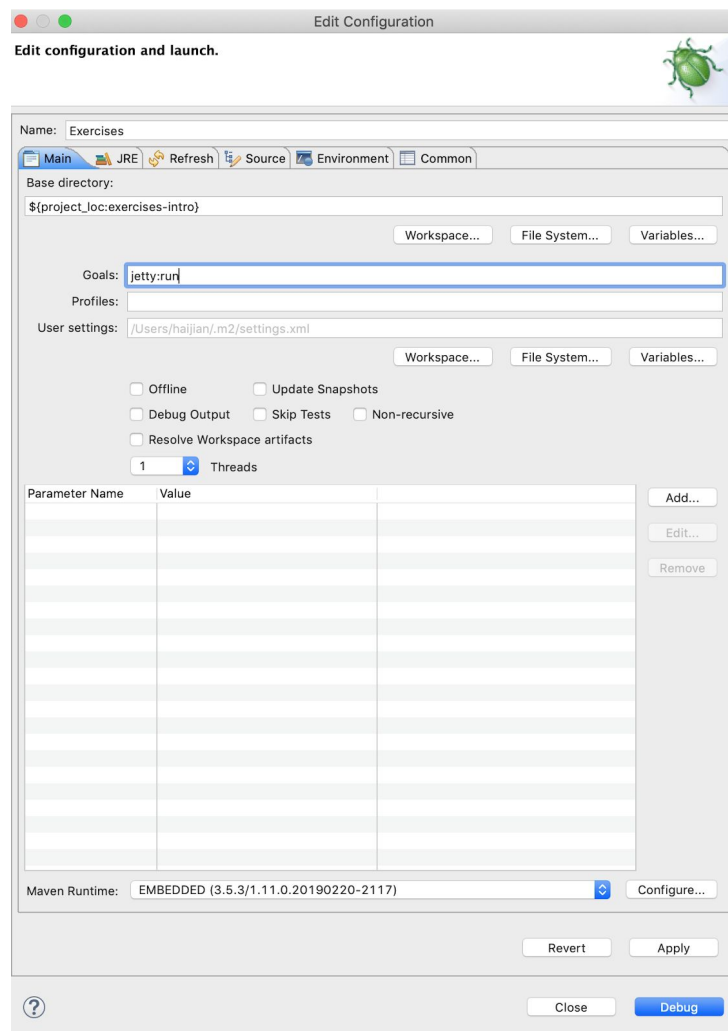 Edit Configuration
Edit configuration and launch.
Name: Exercises
Main JRE Refresh Source Environment Common
Base directory:
${project_loc:exercises-intro}
Workspace... File System... Variables...
Goals: jetty:run
Profiles:
User settings: /Users/haijian/.m2/settings.xml
Workspace... File System... Variables...
Offline Update Snapshots
Debug Output Skip Tests Non-recursive
Resolve Workspace artifacts
1 Threads
Parameter Name Value
Add...
Edit...
Remove
Maven Runtime: EMBEDDED (3.5.3/1.11.0.20190220-2117) Configure...
Revert Apply
? Close Debug